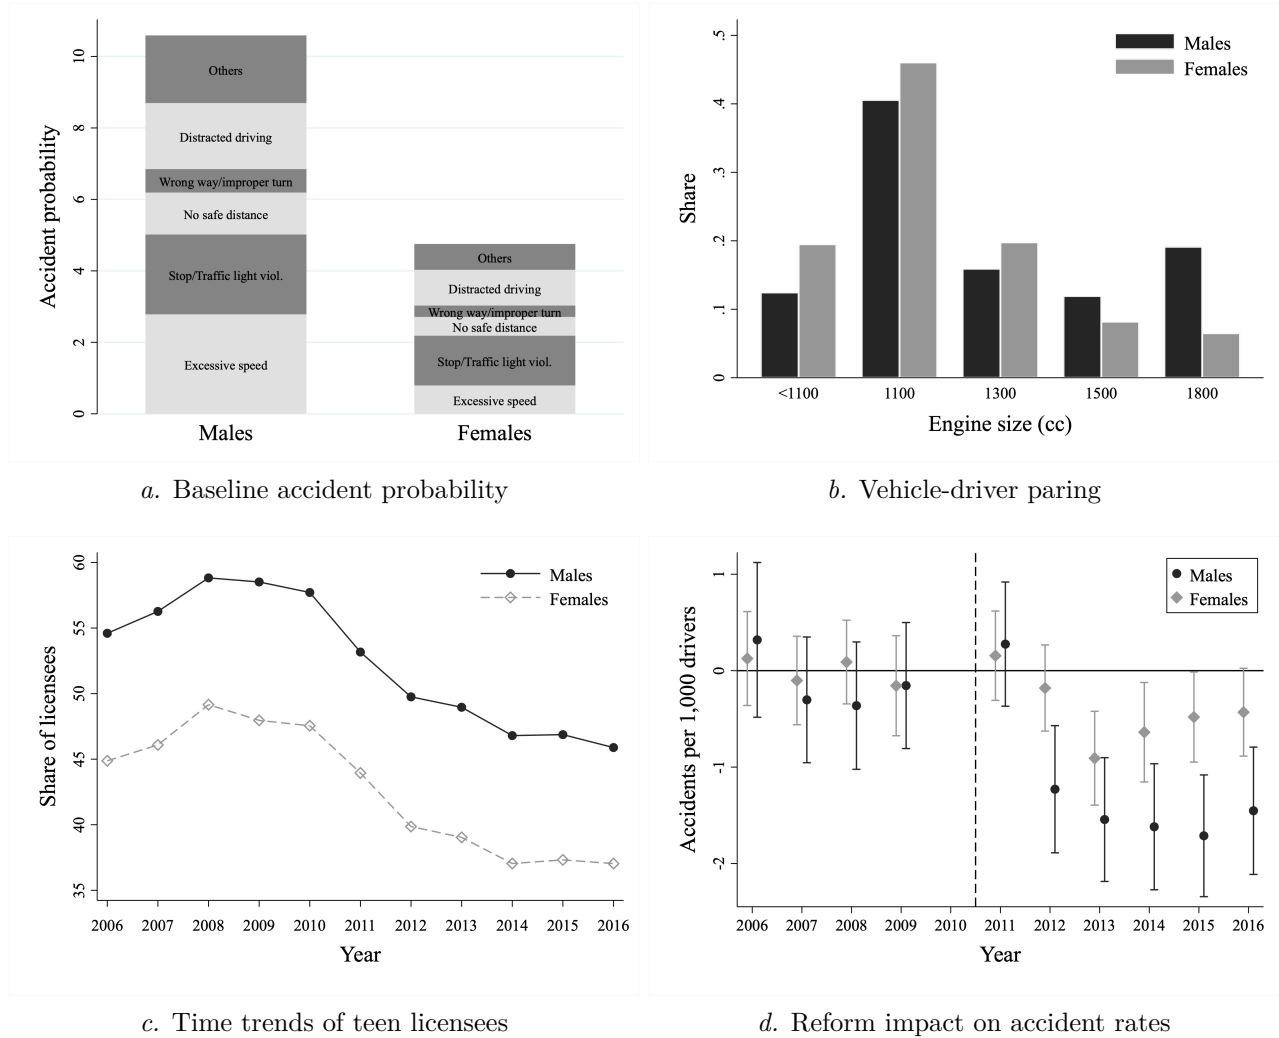 Accident probability
10
8
6
4
2
0
Others
Distracted driving
Wrong way/improper turn
No safe distance
Stop/Traffic light viol.
Excessive speed
Others
Distracted driving
Wrong way/improper turn
No safe distance
Stop/Traffic light viol.
Excessive speed
Males Females
a. Baseline accident probability
Share
.5
.4
.3
.2
.1
0
Males
Females
<1100 1100 1300 1500 1800
Engine size (cc)
b. Vehicle-driver paring
Share of licensees
60
55
50
45
40
35
Males
Females
2006 2007 2008 2009 2010 2011 2012 2013 2014 2015 2016
Year
c. Time trends of teen licensees
Accidents per 1,000 drivers
1
0
-1
-2
Males
Females
2006 2007 2008 2009 2010 2011 2012 2013 2014 2015 2016
Year
d. Reform impact on accident rates